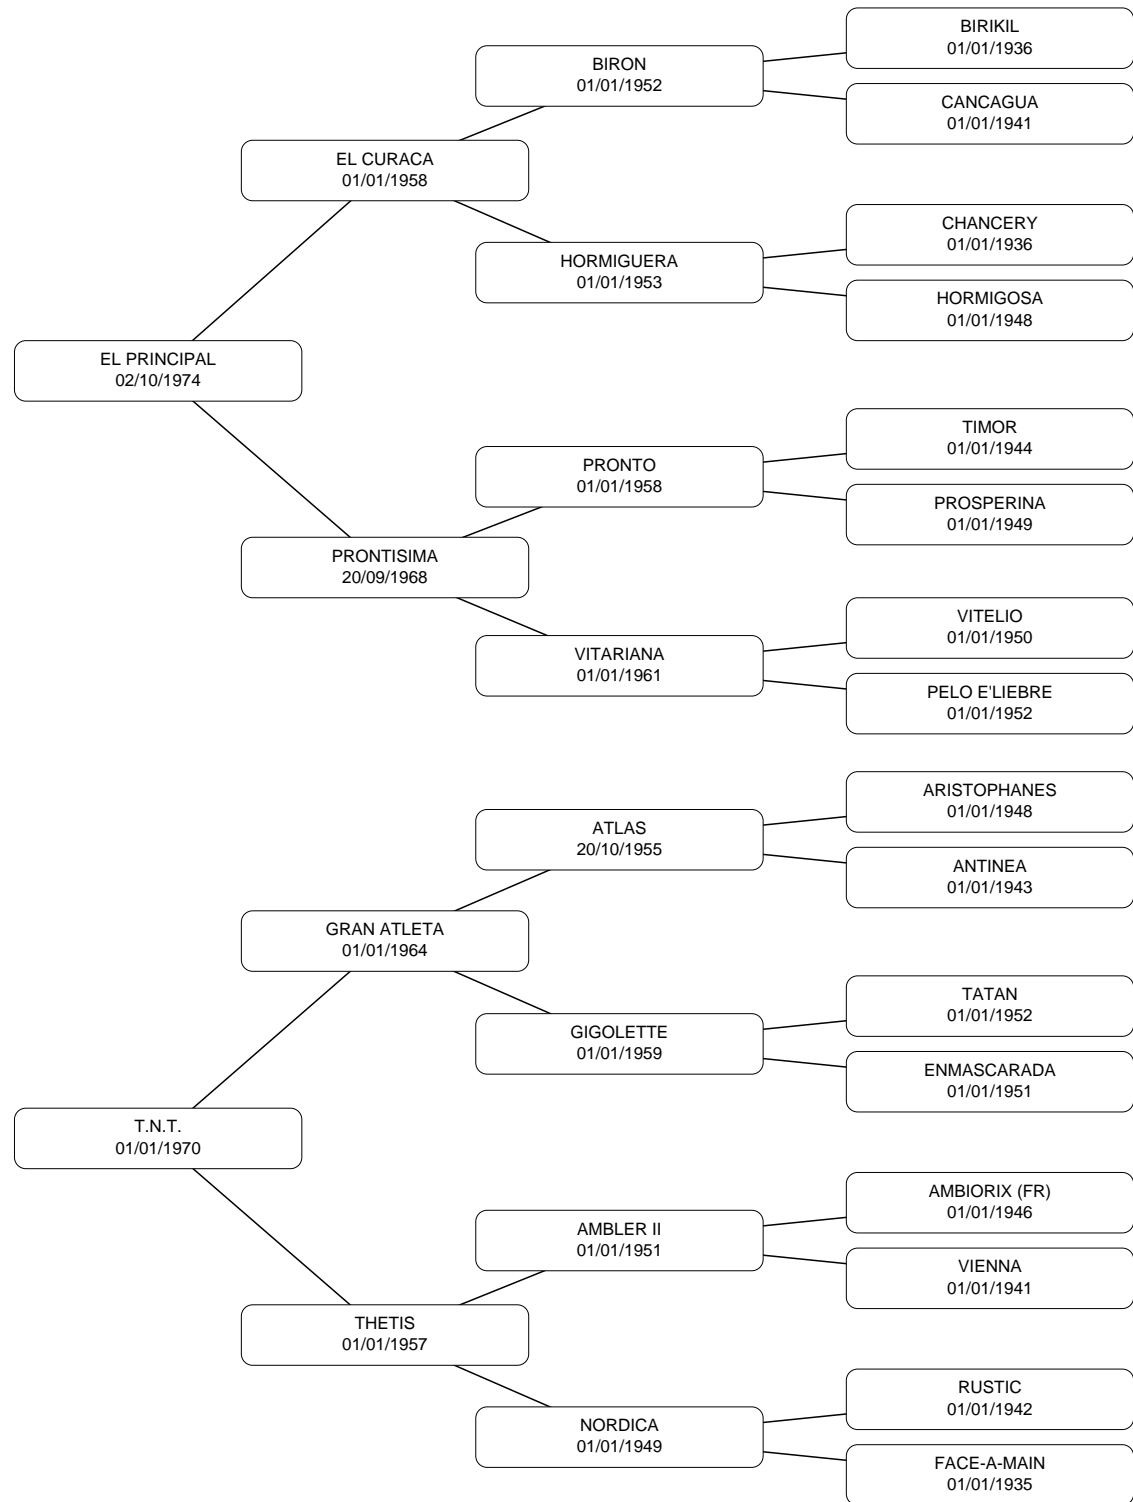 BIRIKIL
01/01/1936
BIRON
01/01/1952
CANCAGUA
01/01/1941
EL CURACA
01/01/1958
CHANCERY
01/01/1936
HORMIGUERA
01/01/1953
HORMIGOSA
01/01/1948
EL PRINCIPAL
02/10/1974
TIMOR
01/01/1944
PRONTO
01/01/1958
PROSPERINA
01/01/1949
PRONTISIMA
20/09/1968
VITELIO
01/01/1950
VITARIANA
01/01/1961
PELO E'LIEBRE
01/01/1952
ARISTOPHANES
01/01/1948
ATLAS
20/10/1955
ANTINEA
01/01/1943
GRAN ATLETA
01/01/1964
TATAN
01/01/1952
GIGOLETTE
01/01/1959
ENMASCARADA
01/01/1951
T.N.T.
01/01/1970
AMBIORIX (FR)
01/01/1946
AMBLER II
01/01/1951
VIENNA
01/01/1941
THETIS
01/01/1957
RUSTIC
01/01/1942
NORDICA
01/01/1949
FACE-A-MAIN
01/01/1935